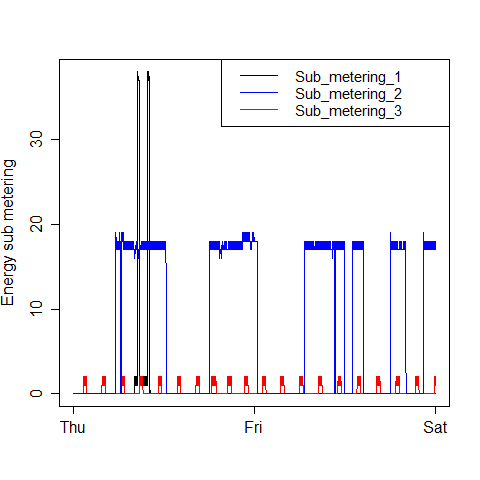 Sub_metering_1
Sub_metering_2
Sub_metering_3
Energy sub metering
30
20
10
0
Thu Fri Sat